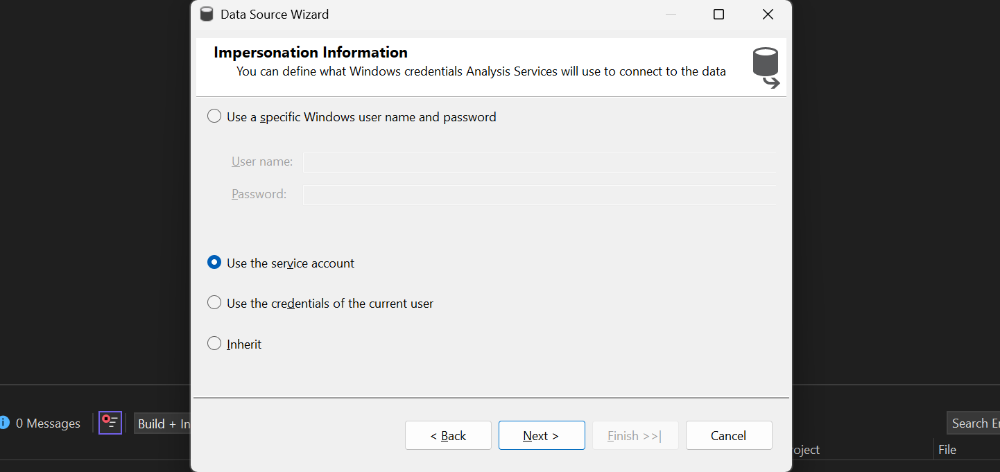 Data Source Wizard
Impersonation Information
You can define what Windows credentials Analysis Services will use to connect to the data
Use a specific Windows user name and password
User name:
Password:
Use the service account
Use the credentials of the current user
Inherit
0 Messages
Build + In
Search Er
< Back
Next >
Finish >>|
Cancel
oject
File